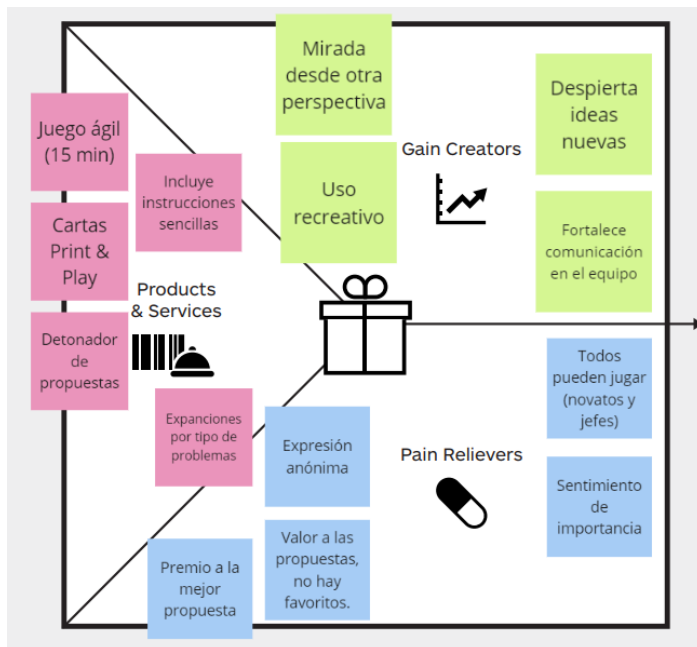 Mirada
desde otra
perspectiva
Despierta
ideas
nuevas
Juego ágil
(15 min)
Gain Creators
Incluye
instrucciones
sencillas
Uso
recreativo
Cartas
Print &
Play
Fortalece
comunicación
en el equipo
Products
& Services
Detonador
de
propuestas
Todos
pueden jugar
(novatos y
jefes)
Expanciones
por tipo de
problemas
Expresión
anónima
Pain Relievers
Sentimiento
de
importancia
Premio a la
mejor
propuesta
Valor a las
propuestas,
no hay
favoritos.